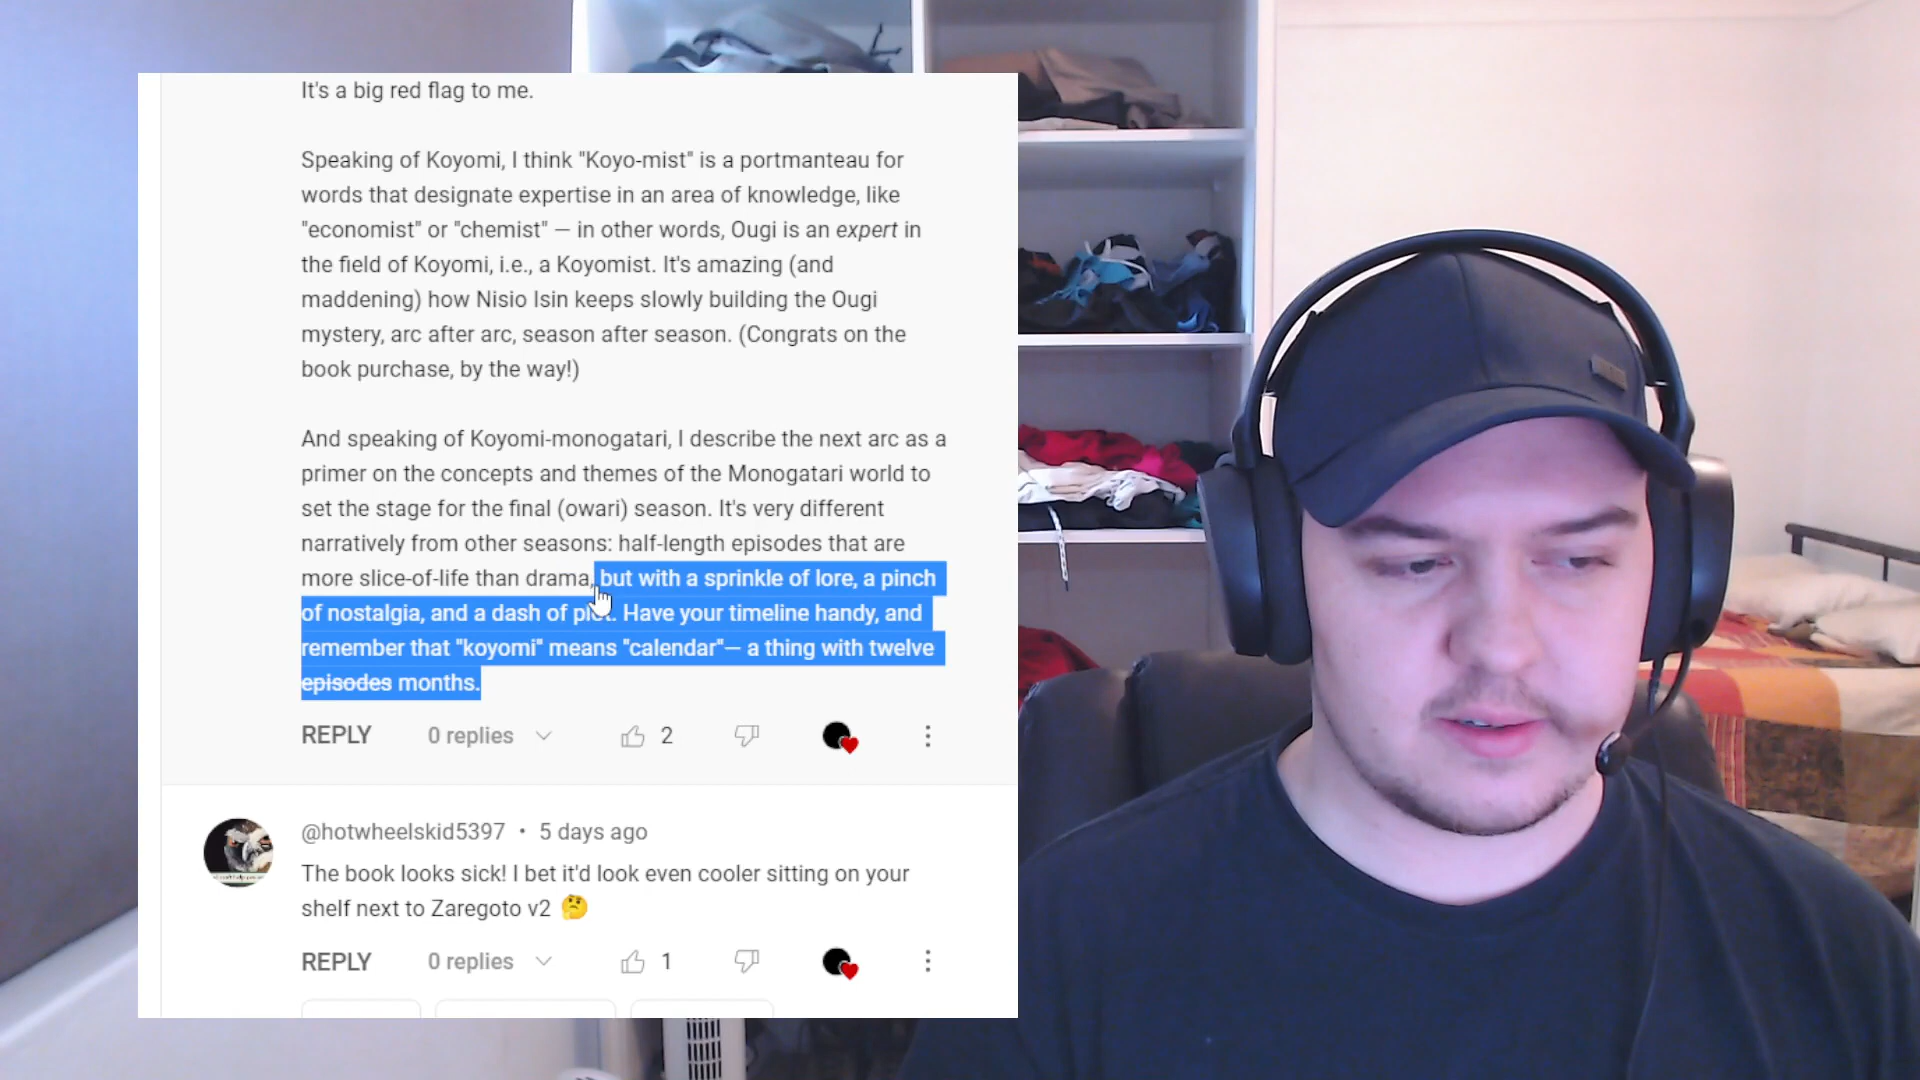 It's a big red flag to me.
Speaking of Koyomi, I think "Koyo-mist" is a portmanteau for
words that designate expertise in an area of knowledge, like
"economist" or "chemist" — in other words, Ougi is an expert in
the field of Koyomi, i.e., a Koyomist. It's amazing (and
maddening) how Nisio Isin keeps slowly building the Ougi
mystery, arc after arc, season after season. (Congrats on the
book purchase, by the way!)
And speaking of Koyomi-monogatari, I describe the next arc as a
primer on the concepts and themes of the Monogatari world to
set the stage for the final (owari) season. It's very different
narratively from other seasons: half-length episodes that are
more slice-of-life than drama, but with a sprinkle of lore, a pinch
of nostalgia, and a dash of plot. Have your timeline handy, and
remember that "koyomi" means "calendar"— a thing with twelve
episodes months.
REPLY 0 replies 2
@hotwheelskid5397 • 5 days ago
The book looks sick! I bet it'd look even cooler sitting on your
shelf next to Zaregoto v2 🤔
REPLY 0 replies 1